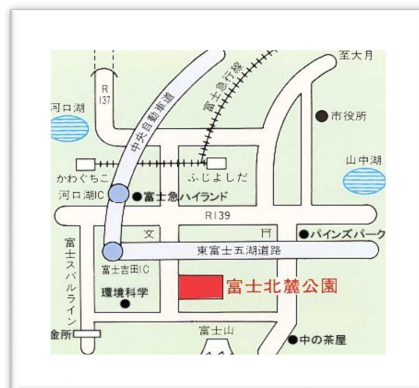 至大月
R
137
河口湖
中央自動車道
富士急行線
市役所
山中湖
かわぐちこ
ふじよしだ
河口湖IC
富士急ハイランド
R139
文
パインズパーク
東富士五湖道路
富士吉田IC
富士スバルライン
環境科学
富士北麓公園
金所
富士山
中の茶屋